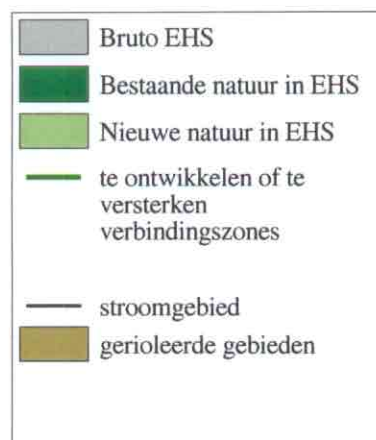 Bruto EHS
Bestaande natuur in EHS
Nieuwe natuur in EHS
te ontwikkelen of te
versterken
verbindingszones
stroomgebied
gerioleerde gebieden